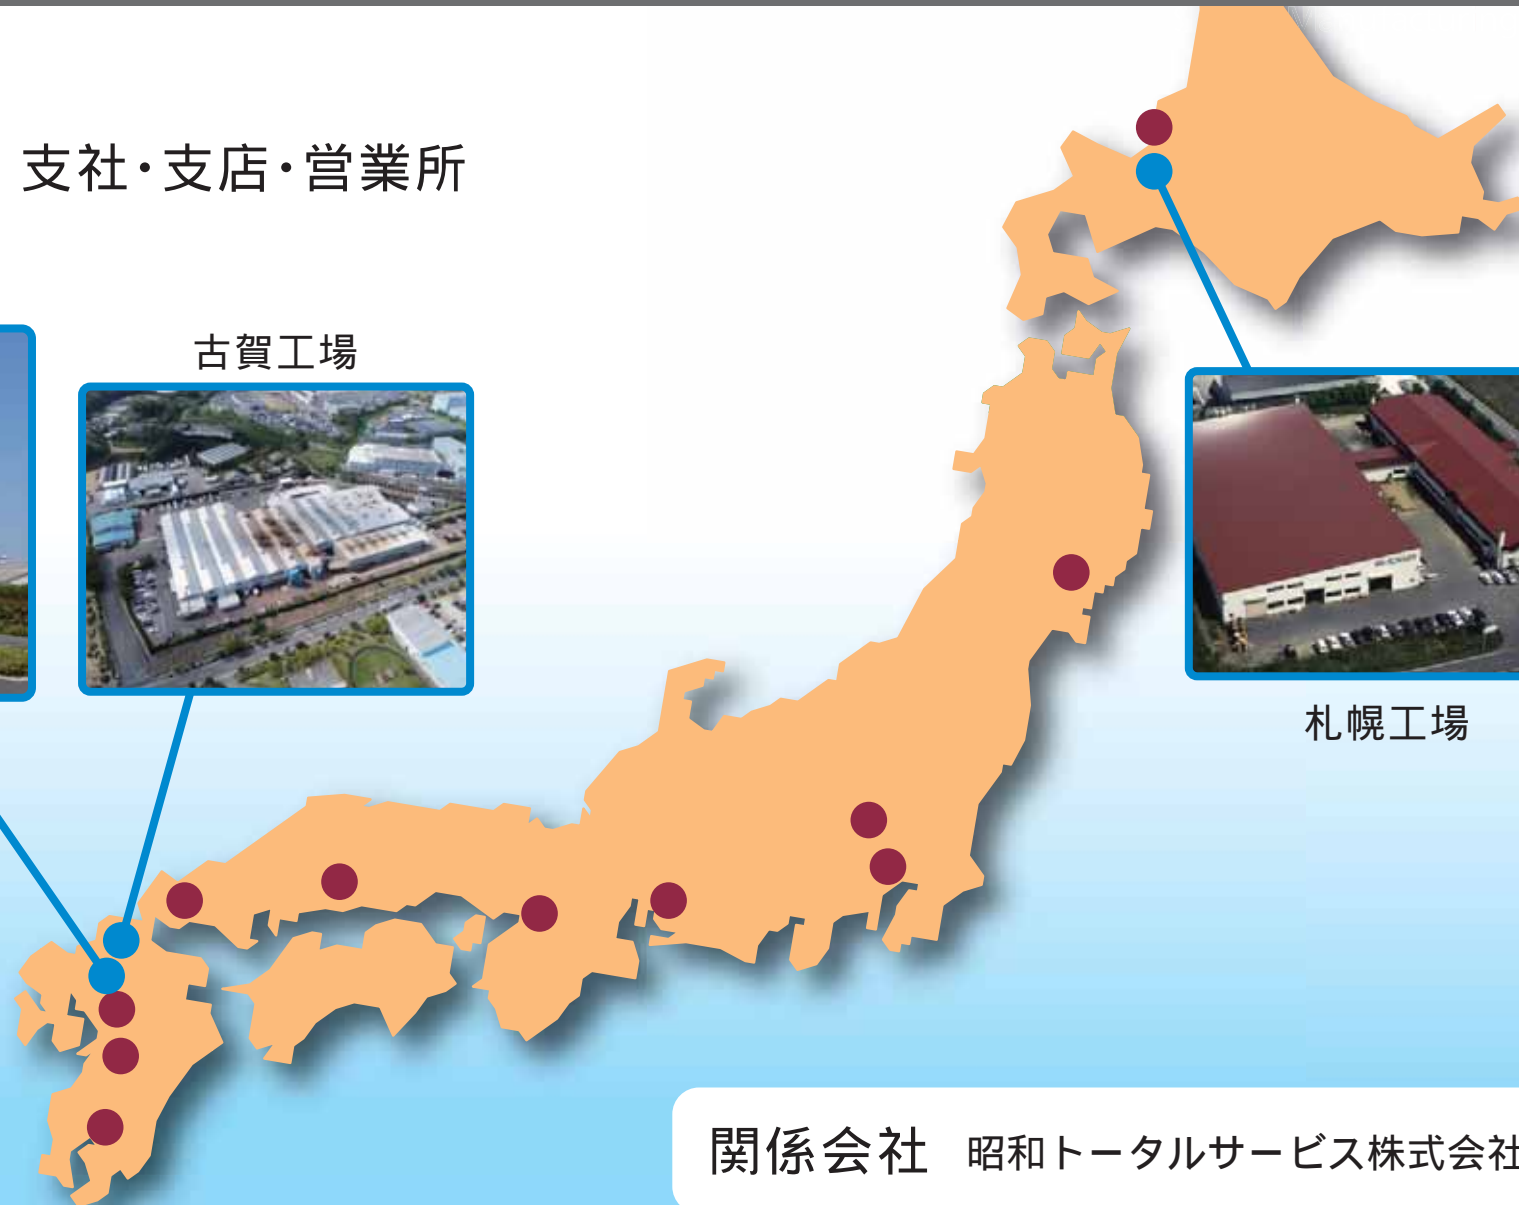 支社・支店・営業所
古賀工場
札幌工場
関係会社 昭和トータルサービス株式会社